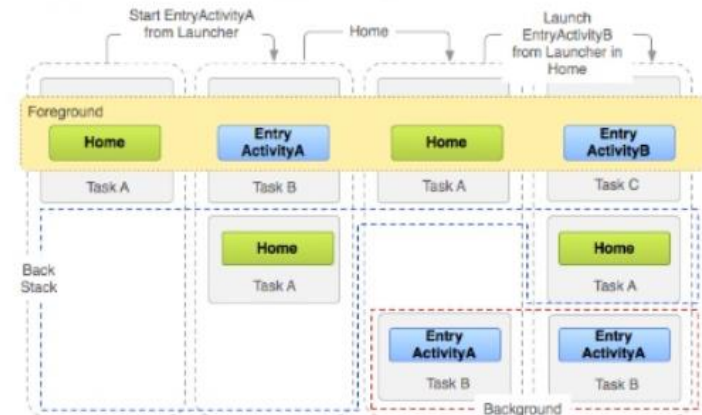 Start EntryActivityA
from Launcher
Home
Launch
EntryActivityB
from Launcher in
Home
Foreground
Home
Entry
ActivityA
Home
Entry
ActivityB
Task A
Task B
Task A
Task C
Back
Stack
Home
Task A
Home
Task A
Entry
ActivityA
Task B
Entry
ActivityA
Task B
Background